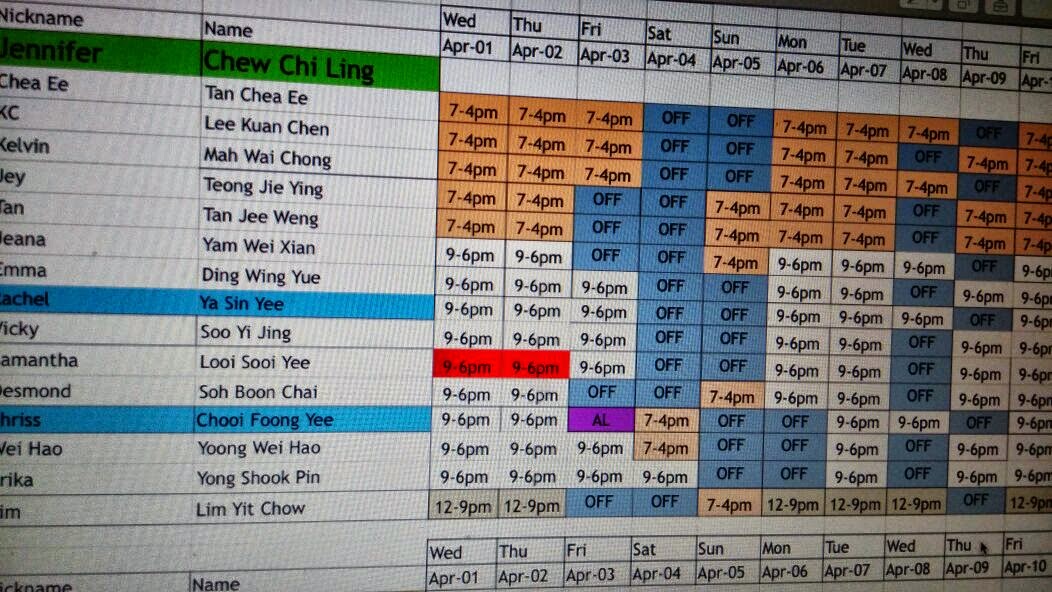 Nickname Name Wed Thu Fri Sat Sun Mon Tue Wed Thu Fri
Apr-01 Apr-02 Apr-03 Apr-04 Apr-05 Apr-06 Apr-07 Apr-08 Apr-09 Apr-
Jennifer Chew Chi Ling
Chea Ee Tan Chea Ee 7-4pm 7-4pm 7-4pm OFF OFF 7-4pm 7-4pm 7-4pm OFF 7-4p
KC Lee Kuan Chen 7-4pm 7-4pm 7-4pm OFF OFF 7-4pm 7-4pm OFF 7-4pm 7-4p
Kelvin Mah Wai Chong 7-4pm 7-4pm 7-4pm OFF OFF 7-4pm 7-4pm 7-4pm OFF 7-4p
Jey Teong Jie Ying 7-4pm 7-4pm OFF OFF 7-4pm 7-4pm 7-4pm OFF 7-4pm 7-4p
Tan Tan Jee Weng 7-4pm 7-4pm OFF OFF 7-4pm 7-4pm 7-4pm OFF 7-4pm 7-4p
Jeana Yam Wei Xian 9-6pm 9-6pm OFF OFF 7-4pm 9-6pm 9-6pm 9-6pm OFF 9-6p
Emma Ding Wing Yue 9-6pm 9-6pm 9-6pm OFF OFF 9-6pm 9-6pm OFF 9-6pm 9-6p
achel Ya Sin Yee 9-6pm 9-6pm 9-6pm OFF OFF 9-6pm 9-6pm 9-6pm OFF 9-6p
Vicky Soo Yi Jing 9-6pm 9-6pm 9-6pm OFF OFF 9-6pm 9-6pm OFF 9-6pm 9-6p
amantha Looi Sooi Yee 9-6pm 9-6pm 9-6pm OFF OFF 9-6pm 9-6pm OFF 9-6pm 9-6pm
esmond Soh Boon Chai 9-6pm 9-6pm OFF OFF 7-4pm 9-6pm 9-6pm OFF 9-6pm 9-6pm
hriss Chooi Foong Yee 9-6pm 9-6pm AL 7-4pm OFF OFF 9-6pm 9-6pm OFF 9-6pm
Wei Hao Yoong Wei Hao 9-6pm 9-6pm 9-6pm 7-4pm OFF OFF 9-6pm OFF 9-6pm 9-6pm
rika Yong Shook Pin 9-6pm 9-6pm 9-6pm 9-6pm OFF OFF 9-6pm OFF 9-6pm 9-6pm
im Lim Yit Chow 12-9pm 12-9pm OFF OFF 7-4pm 12-9pm 12-9pm 12-9pm OFF 12-9p
Wed Thu Fri Sat Sun Mon Tue Wed Thu Fri
Nickname Name Apr-01 Apr-02 Apr-03 Apr-04 Apr-05 Apr-06 Apr-07 Apr-08 Apr-09 Apr-10